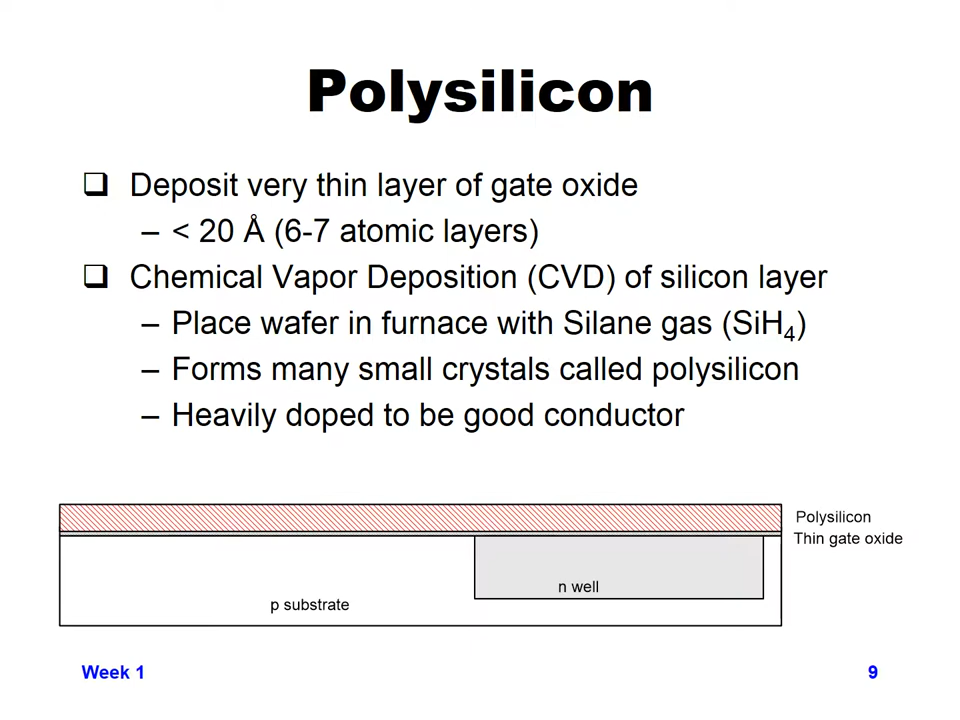 Polysilicon
❑ Deposit very thin layer of gate oxide
– < 20 Å (6-7 atomic layers)
❑ Chemical Vapor Deposition (CVD) of silicon layer
– Place wafer in furnace with Silane gas (SiH₄)
– Forms many small crystals called polysilicon
– Heavily doped to be good conductor
Polysilicon
Thin gate oxide
n well
p substrate
Week 1
9